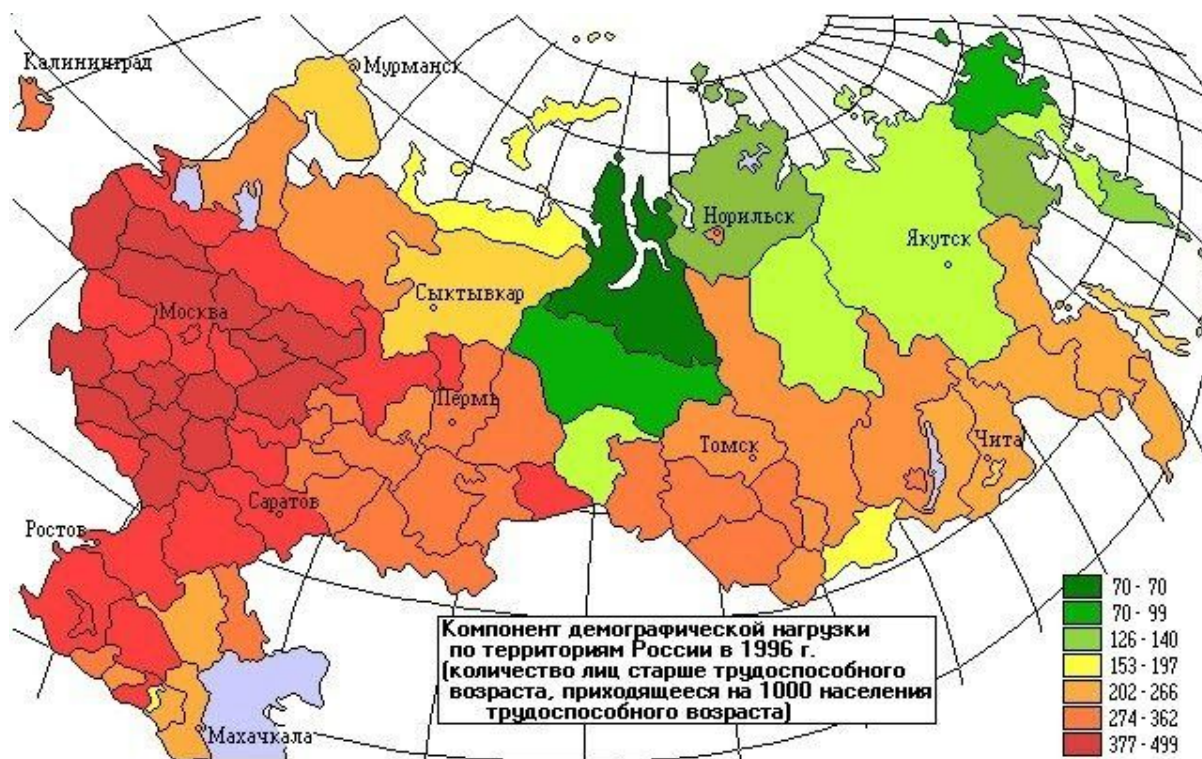 Калининград
Мурманск
Норильск
Якутск
Сыктывкар
Москва
Пермь
Томск
Чита
Саратов
Ростов
Махачкала
Компонент демографической нагрузки
по территориям России в 1996 г.
(количество лиц старше трудоспособного
возраста, приходящееся на 1000 населения
трудоспособного возраста)
70 - 70
70 - 99
126 - 140
153 - 197
202 - 266
274 - 362
377 - 499